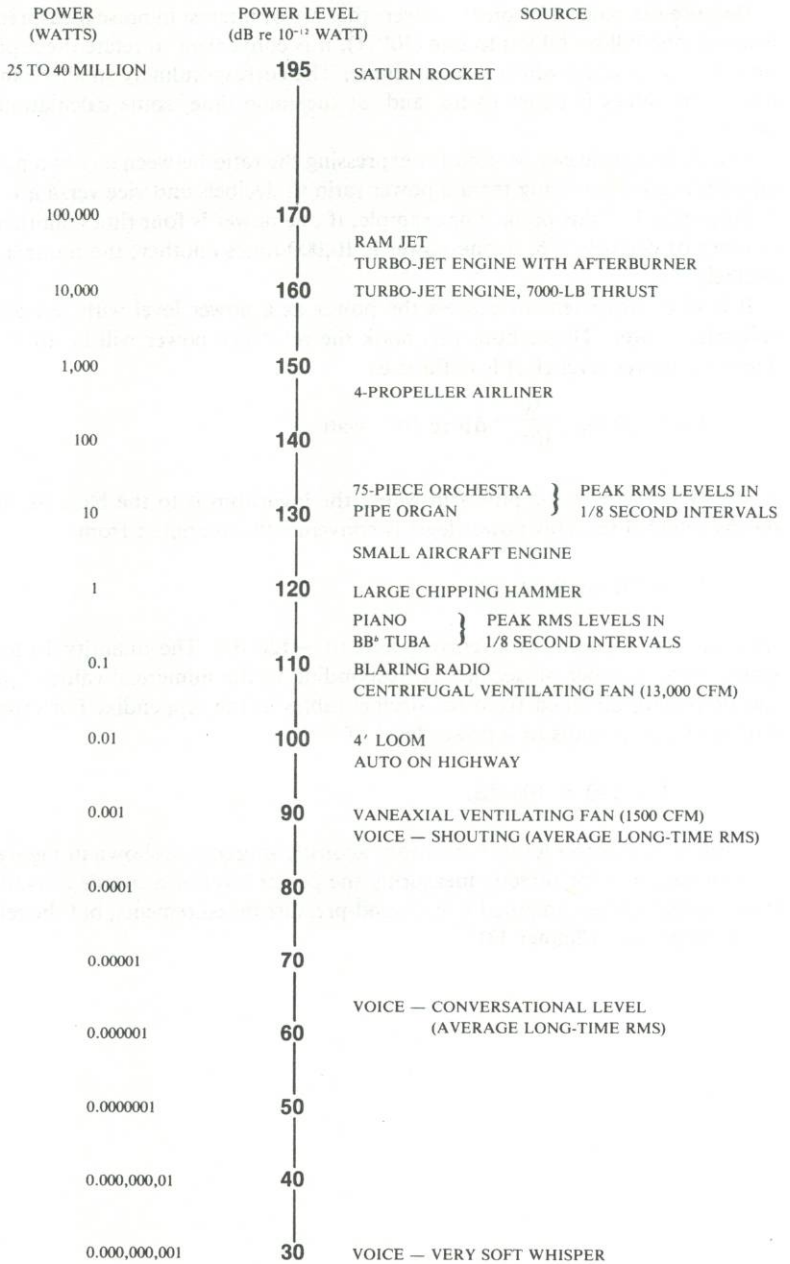 POWER (WATTS) POWER LEVEL (dB re 10⁻¹² WATT) SOURCE
25 TO 40 MILLION 195 SATURN ROCKET
100,000 170
RAM JET
TURBO-JET ENGINE WITH AFTERBURNER
10,000 160 TURBO-JET ENGINE, 7000-LB THRUST
1,000 150
4-PROPELLER AIRLINER
100 140
75-PIECE ORCHESTRA } PEAK RMS LEVELS IN
10 130 PIPE ORGAN 1/8 SECOND INTERVALS
SMALL AIRCRAFT ENGINE
1 120 LARGE CHIPPING HAMMER
PIANO } PEAK RMS LEVELS IN
BB♭ TUBA 1/8 SECOND INTERVALS
0.1 110 BLARING RADIO
CENTRIFUGAL VENTILATING FAN (13,000 CFM)
0.01 100 4′ LOOM
AUTO ON HIGHWAY
0.001 90 VANEAXIAL VENTILATING FAN (1500 CFM)
VOICE — SHOUTING (AVERAGE LONG-TIME RMS)
0.0001 80
0.00001 70
VOICE — CONVERSATIONAL LEVEL
0.000001 60 (AVERAGE LONG-TIME RMS)
0.0000001 50
0.000,000,01 40
0.000,000,001 30 VOICE — VERY SOFT WHISPER